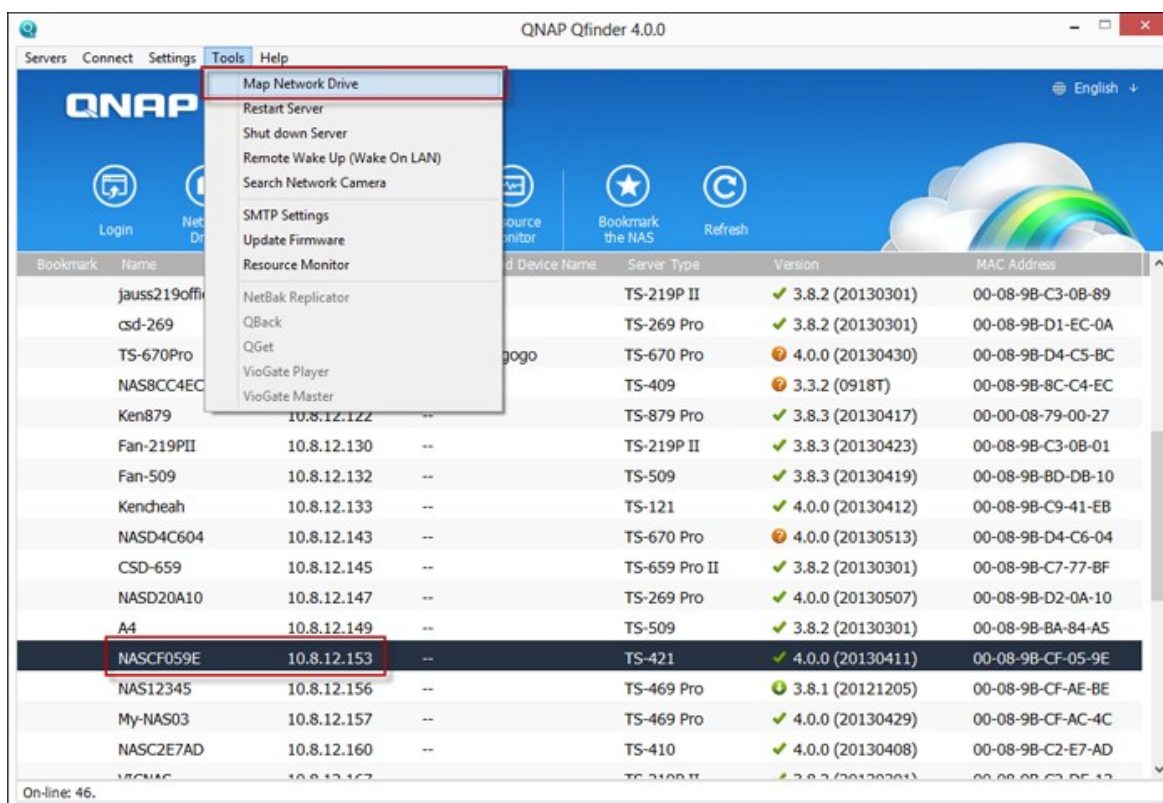 QNAP Qfinder 4.0.0
Servers Connect Settings Tools Help
QNAP
English
Map Network Drive
Restart Server
Shut down Server
Remote Wake Up (Wake On LAN)
Search Network Camera
SMTP Settings
Update Firmware
Resource Monitor
NetBak Replicator
QBack
QGet
VioGate Player
VioGate Master
Login
Bookmark
the NAS
Refresh
Bookmark Name Device Name Server Type Version MAC Address
TS-219P II 3.8.2 (20130301) 00-08-9B-C3-0B-89
csd-269 TS-269 Pro 3.8.2 (20130301) 00-08-9B-D1-EC-0A
TS-670Pro TS-670 Pro 4.0.0 (20130430) 00-08-9B-D4-C5-BC
NAS8CC4EC TS-409 3.3.2 (0918T) 00-08-9B-8C-C4-EC
Ken879 10.8.12.122 -- TS-879 Pro 3.8.3 (20130417) 00-00-08-79-00-27
Fan-219PII 10.8.12.130 -- TS-219P II 3.8.3 (20130423) 00-08-9B-C3-0B-01
Fan-509 10.8.12.132 -- TS-509 3.8.3 (20130419) 00-08-9B-BD-DB-10
Kencheah 10.8.12.133 -- TS-121 4.0.0 (20130412) 00-08-9B-C9-41-EB
NASD4C604 10.8.12.143 -- TS-670 Pro 4.0.0 (20130513) 00-08-9B-D4-C6-04
CSD-659 10.8.12.145 -- TS-659 Pro II 3.8.2 (20130301) 00-08-9B-C7-77-BF
NASD20A10 10.8.12.147 -- TS-269 Pro 4.0.0 (20130507) 00-08-9B-D2-0A-10
A4 10.8.12.149 -- TS-509 3.8.2 (20130301) 00-08-9B-BA-84-A5
NASCF059E 10.8.12.153 -- TS-421 4.0.0 (20130411) 00-08-9B-CF-05-9E
NAS12345 10.8.12.156 -- TS-469 Pro 3.8.1 (20121205) 00-08-9B-CF-AE-BE
My-NAS03 10.8.12.157 -- TS-469 Pro 4.0.0 (20130429) 00-08-9B-CF-AC-4C
NASC2E7AD 10.8.12.160 -- TS-410 4.0.0 (20130408) 00-08-9B-C2-E7-AD
On-line: 46.